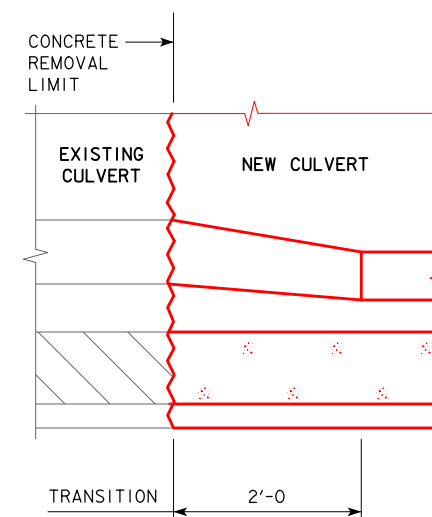 CONCRETE
REMOVAL
LIMIT
EXISTING
CULVERT
NEW CULVERT
TRANSITION
2'-0